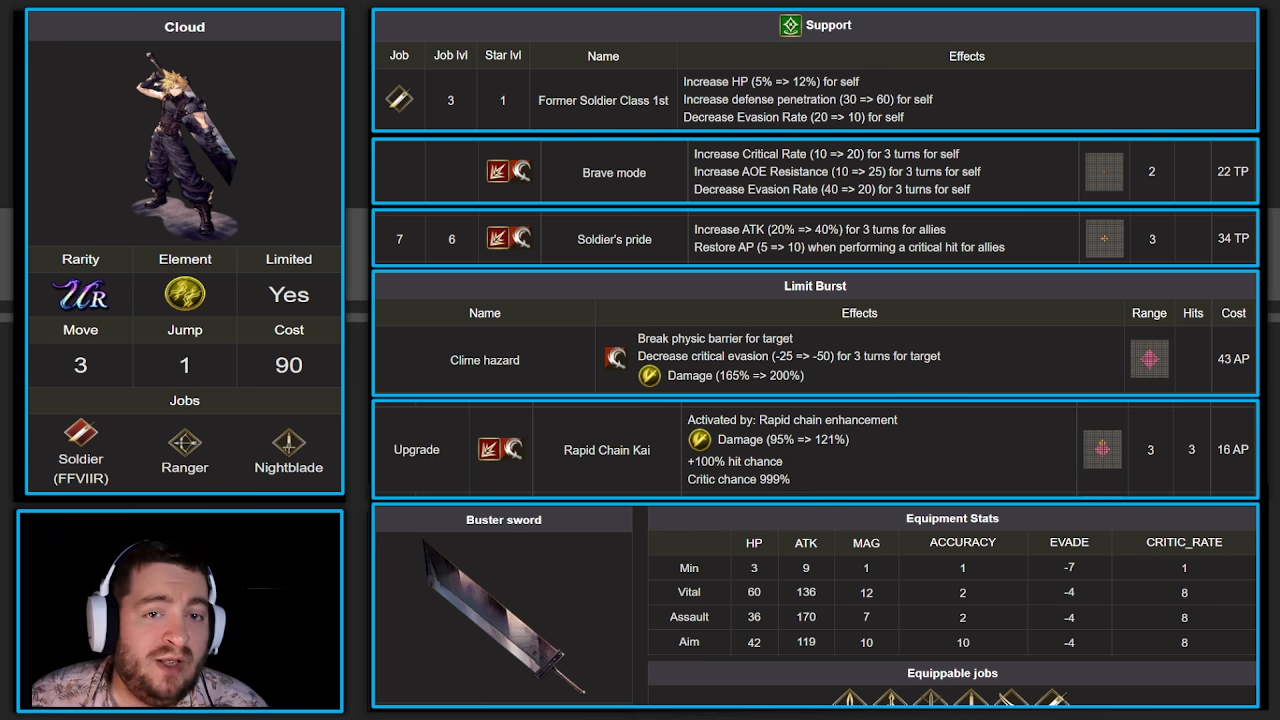 Cloud
Rarity Element Limited
UR Yes
Move Jump Cost
3 1 90
Jobs
Soldier (FFVIIR) Ranger Nightblade
Support
Job Job lvl Star lvl Name Effects
3 1 Former Soldier Class 1st
Increase HP (5% => 12%) for self
Increase defense penetration (30 => 60) for self
Decrease Evasion Rate (20 => 10) for self
Brave mode
Increase Critical Rate (10 => 20) for 3 turns for self
Increase AOE Resistance (10 => 25) for 3 turns for self
Decrease Evasion Rate (40 => 20) for 3 turns for self
2 22 TP
7 6 Soldier's pride
Increase ATK (20% => 40%) for 3 turns for allies
Restore AP (5 => 10) when performing a critical hit for allies
3 34 TP
Limit Burst
Name Effects Range Hits Cost
Clime hazard
Break physic barrier for target
Decrease critical evasion (-25 => -50) for 3 turns for target
Damage (165% => 200%)
43 AP
Upgrade Rapid Chain Kai
Activated by: Rapid chain enhancement
Damage (95% => 121%)
+100% hit chance
Critic chance 999%
3 3 16 AP
Buster sword
Equipment Stats
HP ATK MAG ACCURACY EVADE CRITIC_RATE
Min 3 9 1 1 -7 1
Vital 60 136 12 2 -4 8
Assault 36 170 7 2 -4 8
Aim 42 119 10 10 -4 8
Equippable jobs